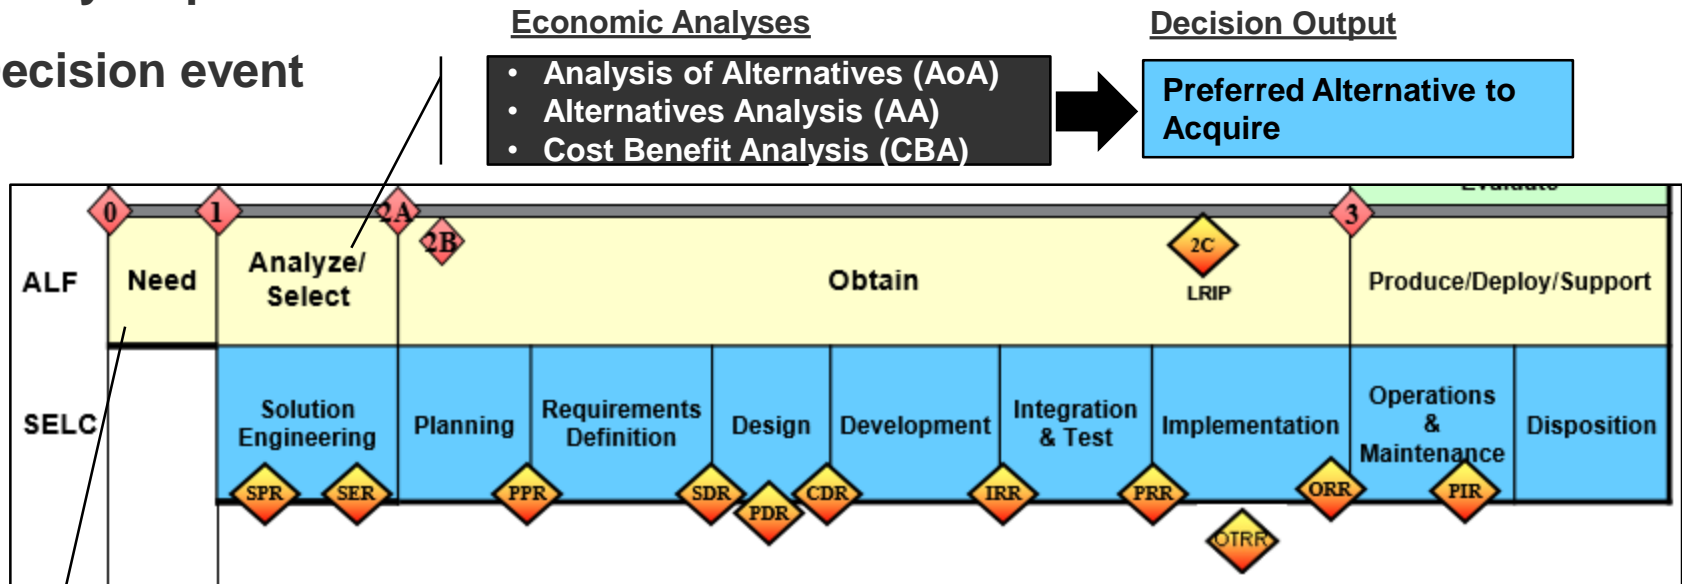 Economic Analyses
Decision Output
ecision event
• Analysis of Alternatives (AoA)
• Alternatives Analysis (AA)
• Cost Benefit Analysis (CBA)
Preferred Alternative to
Acquire
Evaluate
0 1 2A 3
2B 2C
ALF
Need
Analyze/
Select
Obtain
LRIP
Produce/Deploy/Support
SELC
Solution
Engineering
Planning
Requirements
Definition
Design
Development
Integration
& Test
Implementation
Operations
&
Maintenance
Disposition
SPR SER PPR SDR PDR CDR IRR PRR ORR PIR
OTRR